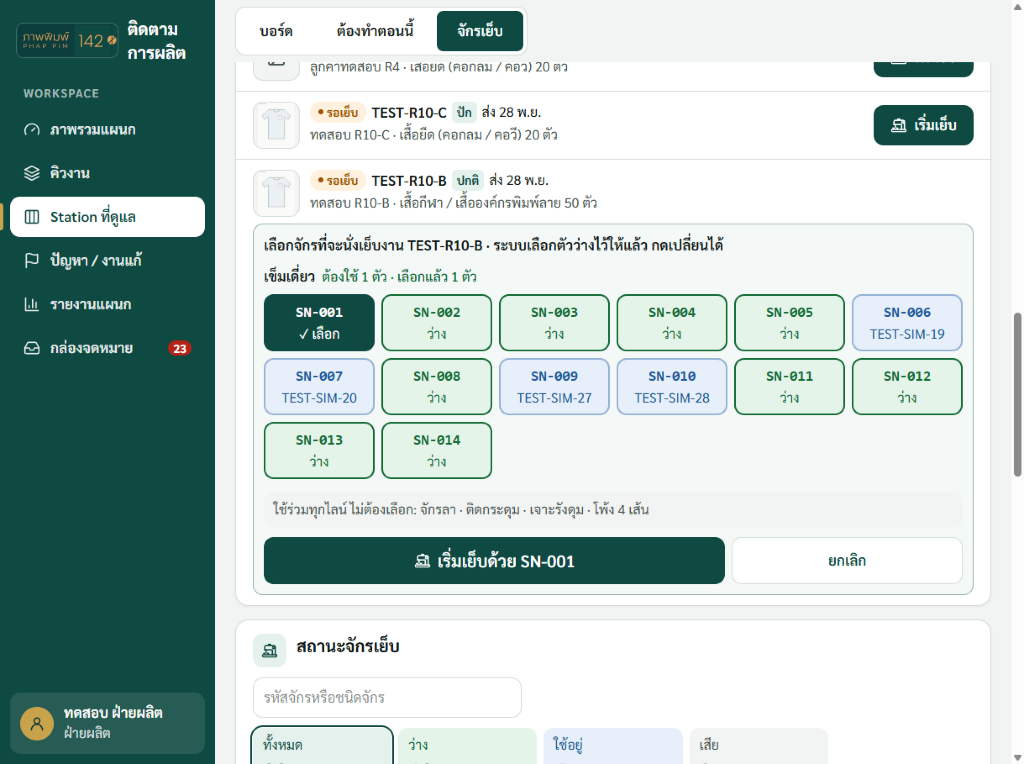 ภาพพิมพ์
PHAP PIM
142
ติดตาม
การผลิต
WORKSPACE
ภาพรวมแผนก
คิวงาน
Station ที่ดูแล
ปัญหา / งานแก้
รายงานแผนก
กล่องจดหมาย 23
ทดสอบ ฝ่ายผลิต
ฝ่ายผลิต
บอร์ด ต้องทำตอนนี้ จักรเย็บ
ลูกค้าทดสอบ R4 · เสื้อยืด (คอกลม / คอวี) 20 ตัว
รอเย็บ TEST-R10-C ปัก ส่ง 28 พ.ย.
ทดสอบ R10-C · เสื้อยืด (คอกลม / คอวี) 20 ตัว
เริ่มเย็บ
รอเย็บ TEST-R10-B ปกติ ส่ง 28 พ.ย.
ทดสอบ R10-B · เสื้อกีฬา / เสื้อองค์กรพิมพ์ลาย 50 ตัว
เลือกจักรที่จะนั่งเย็บงาน TEST-R10-B · ระบบเลือกตัวว่างไว้ให้แล้ว กดเปลี่ยนได้
เข็มเดี่ยว ต้องใช้ 1 ตัว · เลือกแล้ว 1 ตัว
SN-001 SN-002 SN-003 SN-004 SN-005 SN-006
✓ เลือก ว่าง ว่าง ว่าง ว่าง TEST-SIM-19
SN-007 SN-008 SN-009 SN-010 SN-011 SN-012
TEST-SIM-20 ว่าง TEST-SIM-27 TEST-SIM-28 ว่าง ว่าง
SN-013 SN-014
ว่าง ว่าง
ใช้ร่วมทุกไลน์ ไม่ต้องเลือก: จักรลา · ติดกระดุม · เจาะรังดุม · โพ้ง 4 เส้น
เริ่มเย็บด้วย SN-001 ยกเลิก
สถานะจักรเย็บ
รหัสจักรหรือชนิดจักร
ทั้งหมด ว่าง ใช้อยู่ เสีย